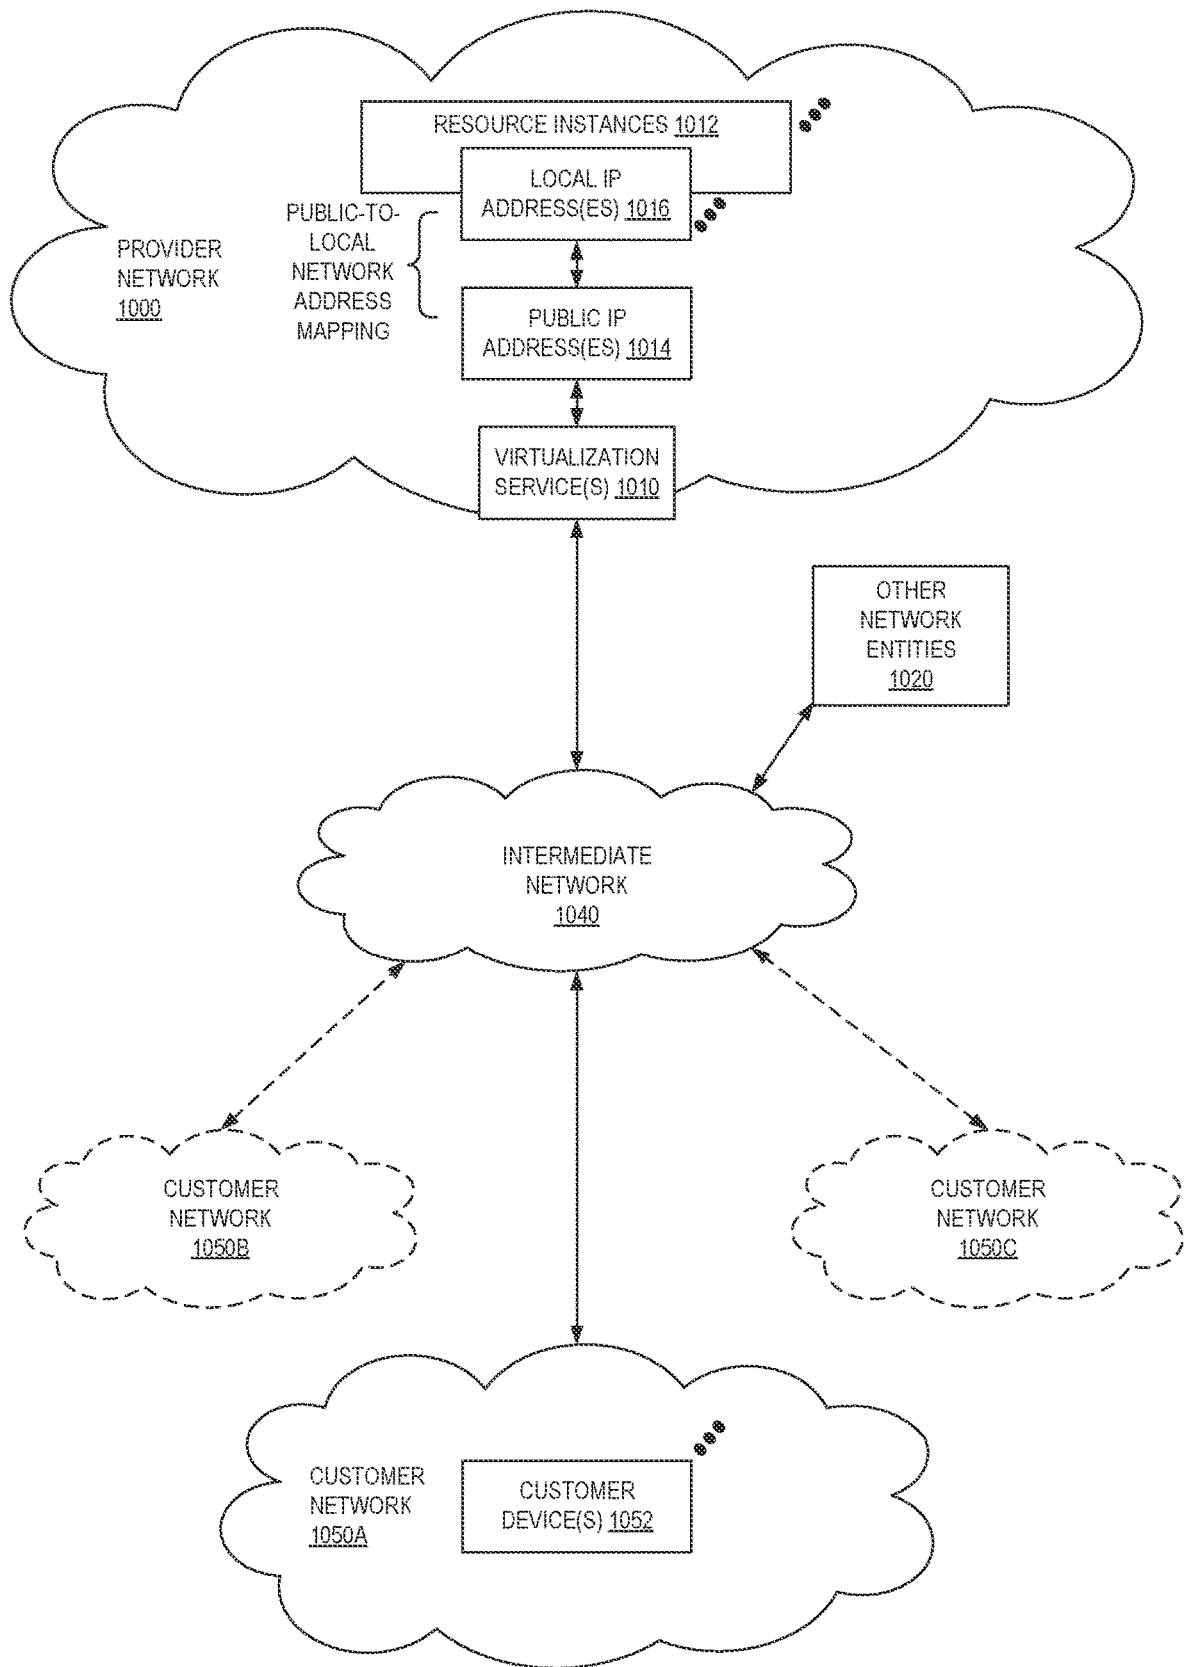 RESOURCE INSTANCES 1012
LOCAL IP
ADDRESS(ES) 1016
PUBLIC-TO-
LOCAL
NETWORK
ADDRESS
MAPPING
PROVIDER
NETWORK
1000
PUBLIC IP
ADDRESS(ES) 1014
VIRTUALIZATION
SERVICE(S) 1010
OTHER
NETWORK
ENTITIES
1020
INTERMEDIATE
NETWORK
1040
CUSTOMER
NETWORK
1050B
CUSTOMER
NETWORK
1050C
CUSTOMER
NETWORK
1050A
CUSTOMER
DEVICE(S) 1052